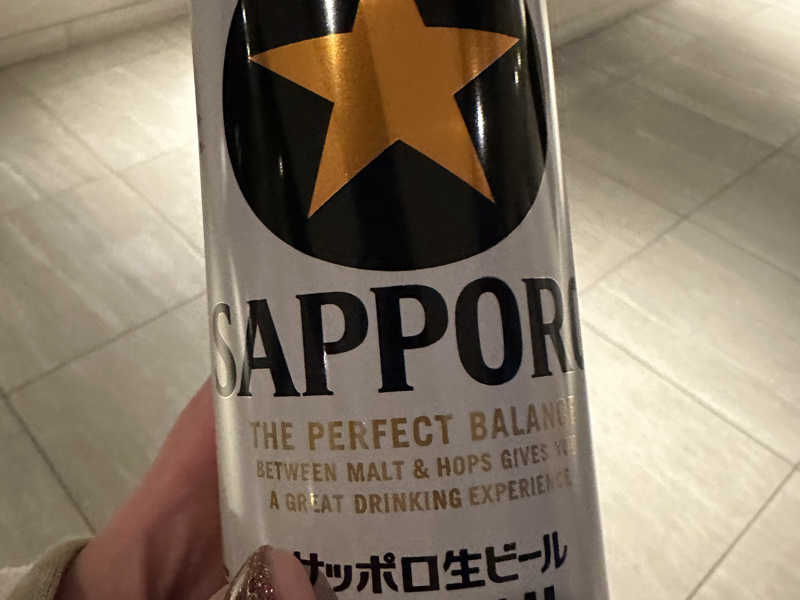 SAPPORO
THE PERFECT BALANCE
BETWEEN MALT & HOPS GIVES YOU
A GREAT DRINKING EXPERIENCE
サッポロ生ビール